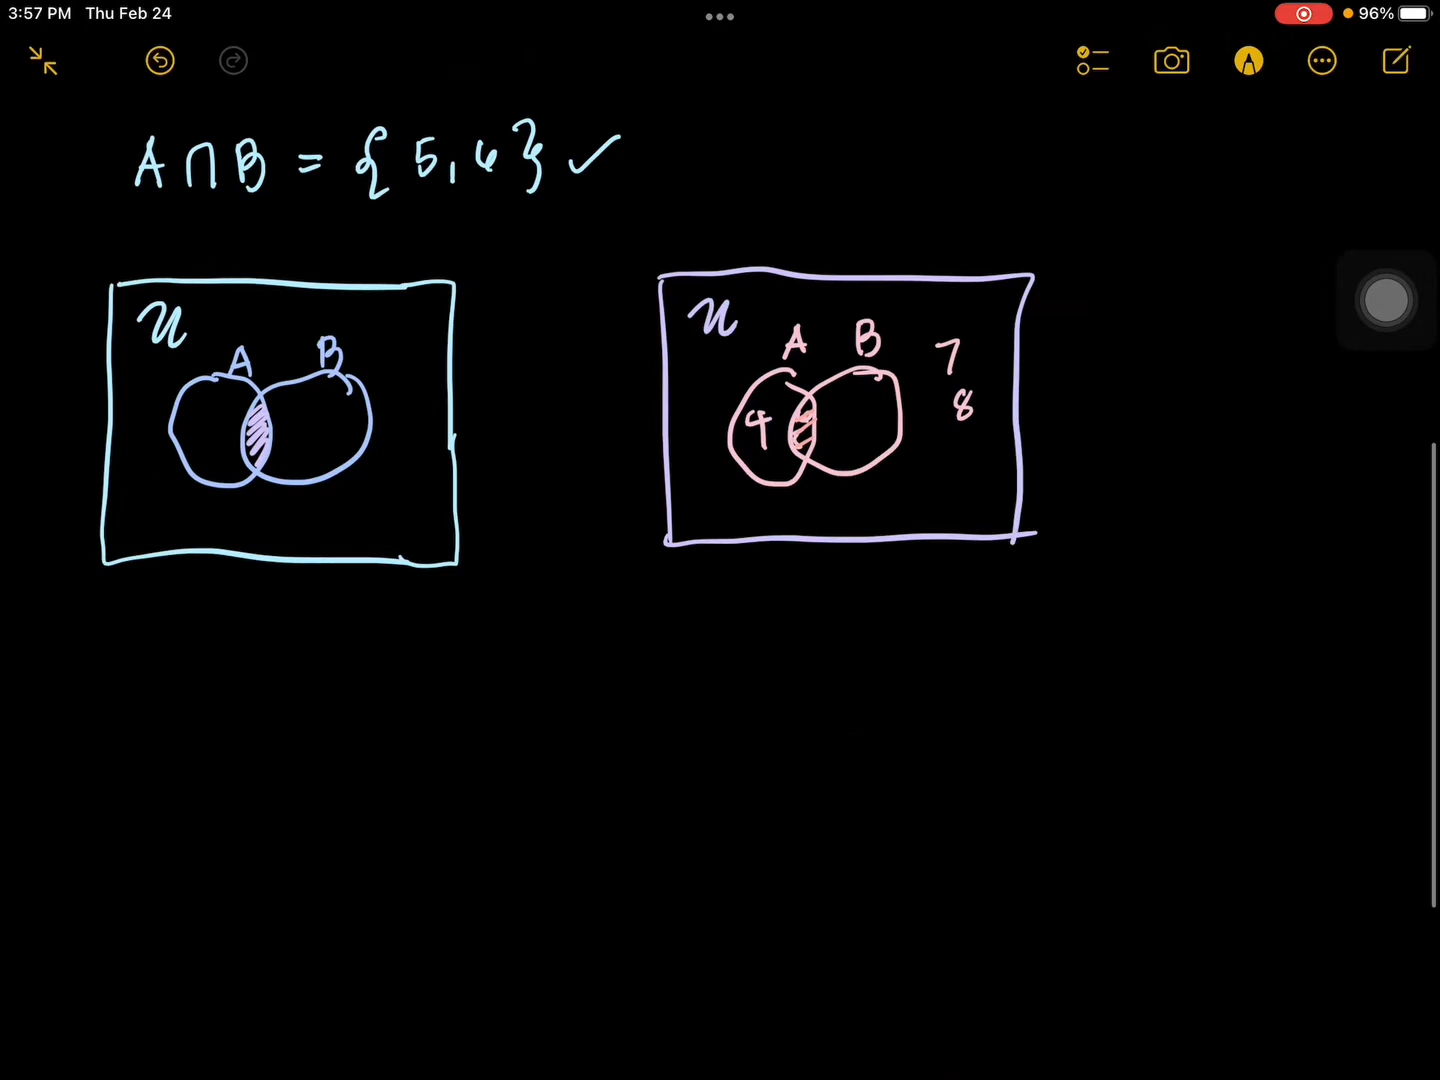 3:57 PM Thu Feb 24
96%
A ∩ B = { 5, 6 } ✓
U
A B
U
A B 7
8
4